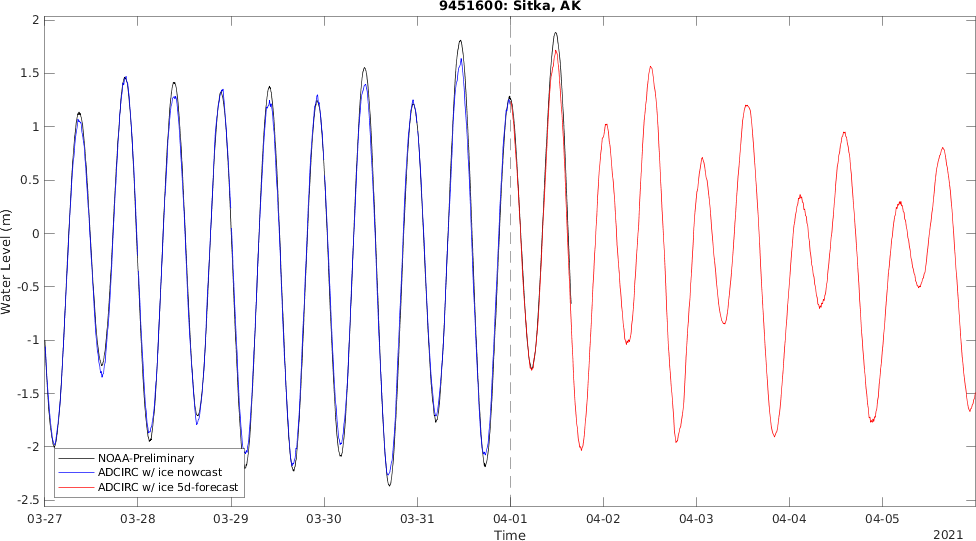 9451600: Sitka, AK
2
1.5
1
0.5
0
-0.5
-1
-1.5
-2
-2.5
Water Level (m)
NOAA-Preliminary
ADCIRC w/ ice nowcast
ADCIRC w/ ice 5d-forecast
03-27 03-28 03-29 03-30 03-31 04-01 04-02 04-03 04-04 04-05
Time
2021